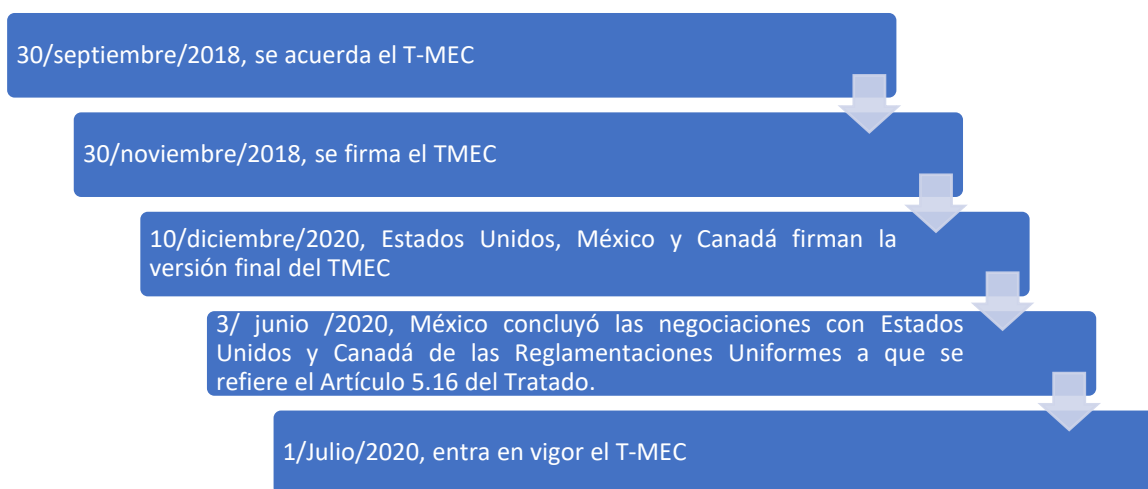 30/septiembre/2018, se acuerda el T-MEC
30/noviembre/2018, se firma el TMEC
10/diciembre/2020, Estados Unidos, México y Canadá firman la
versión final del TMEC
3/ junio /2020, México concluyó las negociaciones con Estados
Unidos y Canadá de las Reglamentaciones Uniformes a que se
refiere el Artículo 5.16 del Tratado.
1/Julio/2020, entra en vigor el T-MEC